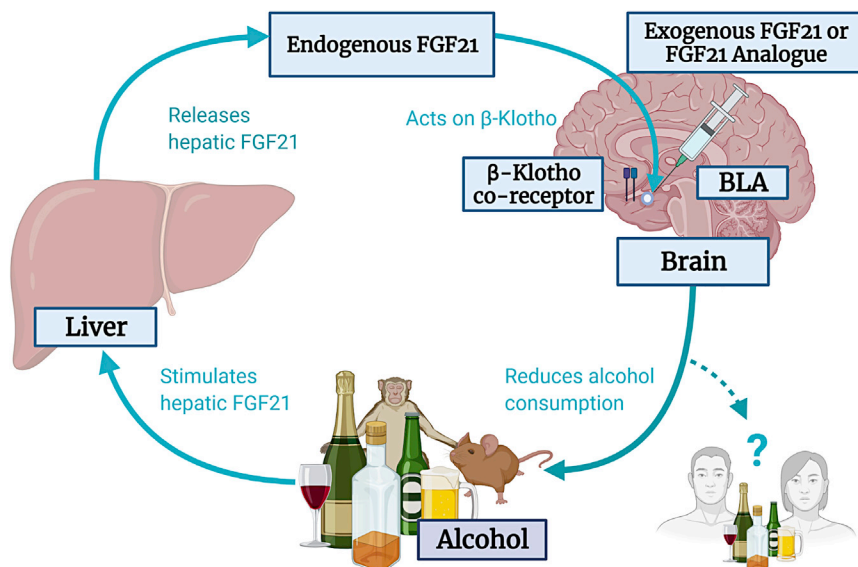 Endogenous FGF21
Exogenous FGF21 or
FGF21 Analogue
Releases
hepatic FGF21
Acts on β-Klotho
β-Klotho
co-receptor
BLA
Brain
Liver
Stimulates
hepatic FGF21
Reduces alcohol
consumption
?
Alcohol